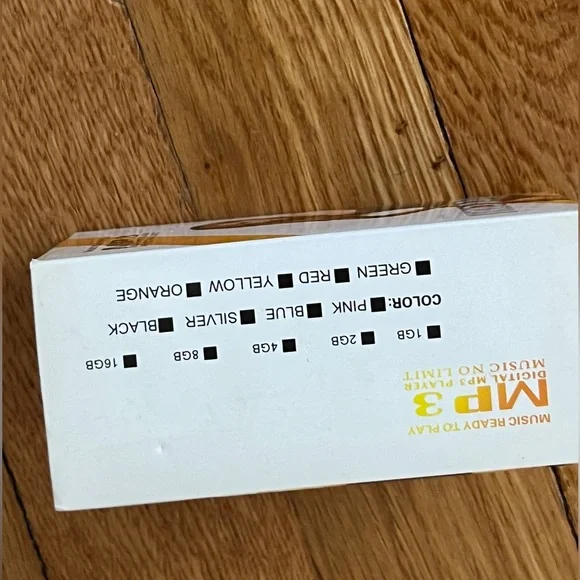 MUSIC READY TO PLAY
MP3
DIGITAL MP3 PLAYER
MUSIC NO LIMIT
■ 1GB ■ 2GB ■ 4GB ■ 8GB ■ 16GB
COLOR: ■ PINK ■ BLUE ■ SILVER ■ BLACK
■ GREEN ■ RED ■ YELLOW ■ ORANGE